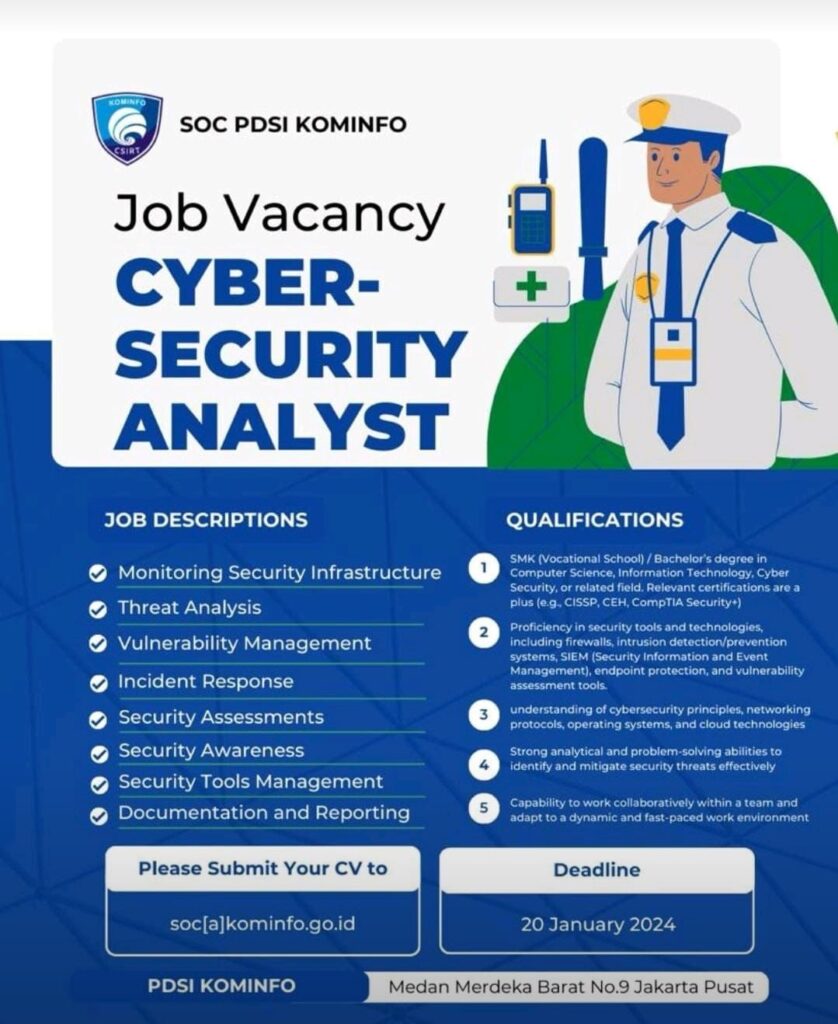 KOMINFO
CSIRT
SOC PDSI KOMINFO
Job Vacancy
CYBER-
SECURITY
ANALYST
JOB DESCRIPTIONS
Monitoring Security Infrastructure
Threat Analysis
Vulnerability Management
Incident Response
Security Assessments
Security Awareness
Security Tools Management
Documentation and Reporting
QUALIFICATIONS
1
SMK (Vocational School) / Bachelor's degree in
Computer Science, Information Technology, Cyber
Security, or related field. Relevant certifications are a
plus (e.g., CISSP, CEH, CompTIA Security+)
2
Proficiency in security tools and technologies,
including firewalls, intrusion detection/prevention
systems, SIEM (Security Information and Event
Management), endpoint protection, and vulnerability
assessment tools.
3
understanding of cybersecurity principles, networking
protocols, operating systems, and cloud technologies
4
Strong analytical and problem-solving abilities to
identify and mitigate security threats effectively
5
Capability to work collaboratively within a team and
adapt to a dynamic and fast-paced work environment
Please Submit Your CV to
soc[a]kominfo.go.id
Deadline
20 January 2024
PDSI KOMINFO
Medan Merdeka Barat No.9 Jakarta Pusat